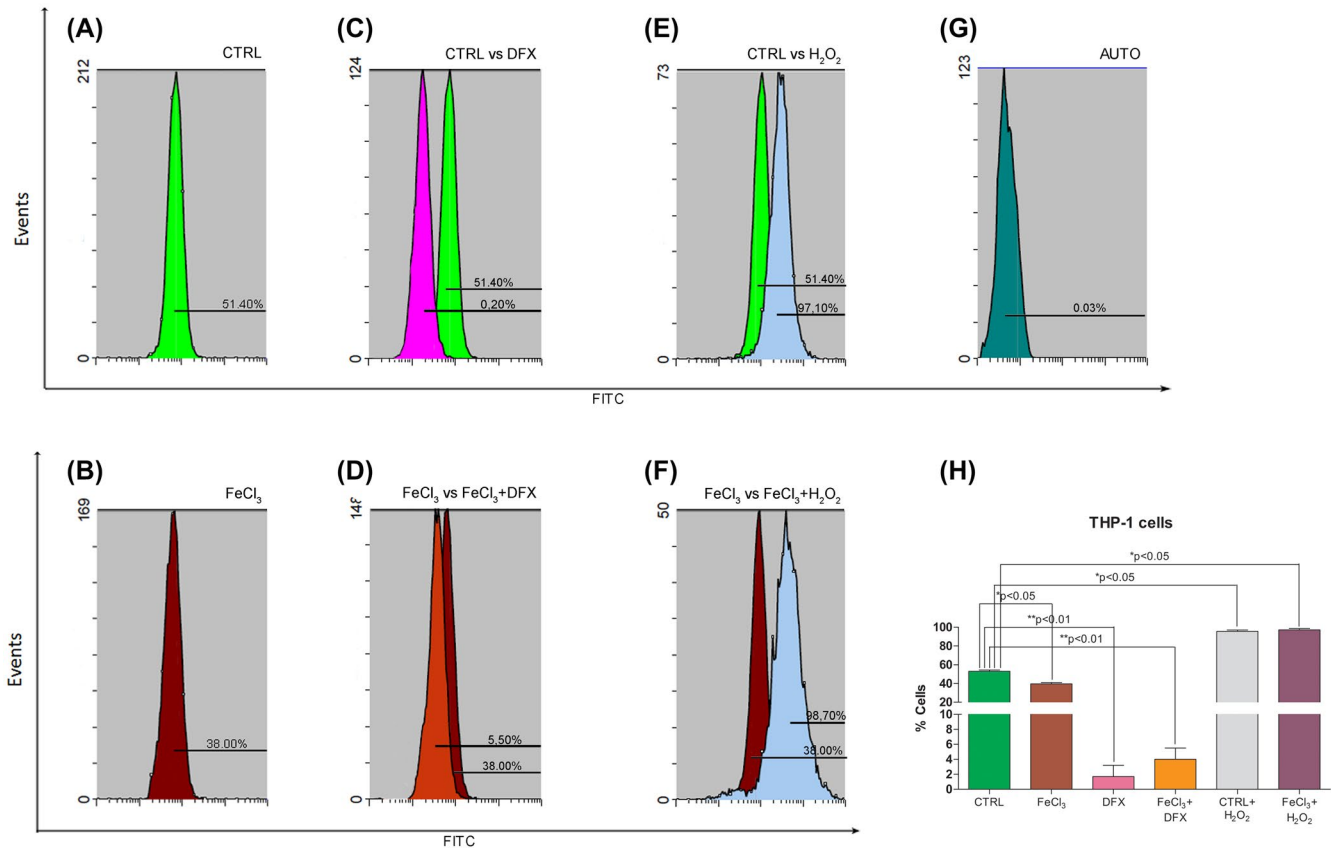 (A)
CTRL
212
0
51.40%
(C)
CTRL vs DFX
124
0
51.40%
0,20%
(E)
CTRL vs H₂O₂
73
0
51.40%
97,10%
(G)
AUTO
123
0
0.03%
Events
FITC
(B)
FeCl₃
169
0
38.00%
(D)
FeCl₃ vs FeCl₃+DFX
0
5.50%
38.00%
(F)
FeCl₃ vs FeCl₃+H₂O₂
50
0
98,70%
38.00%
Events
FITC
(H)
THP-1 cells
*p<0.05
*p<0.05
*p<0.05
**p<0.01
**p<0.01
% Cells
100
80
60
40
20
10
8
6
4
2
0
CTRL
FeCl₃
DFX
FeCl₃+
DFX
CTRL+
H₂O₂
FeCl₃+
H₂O₂